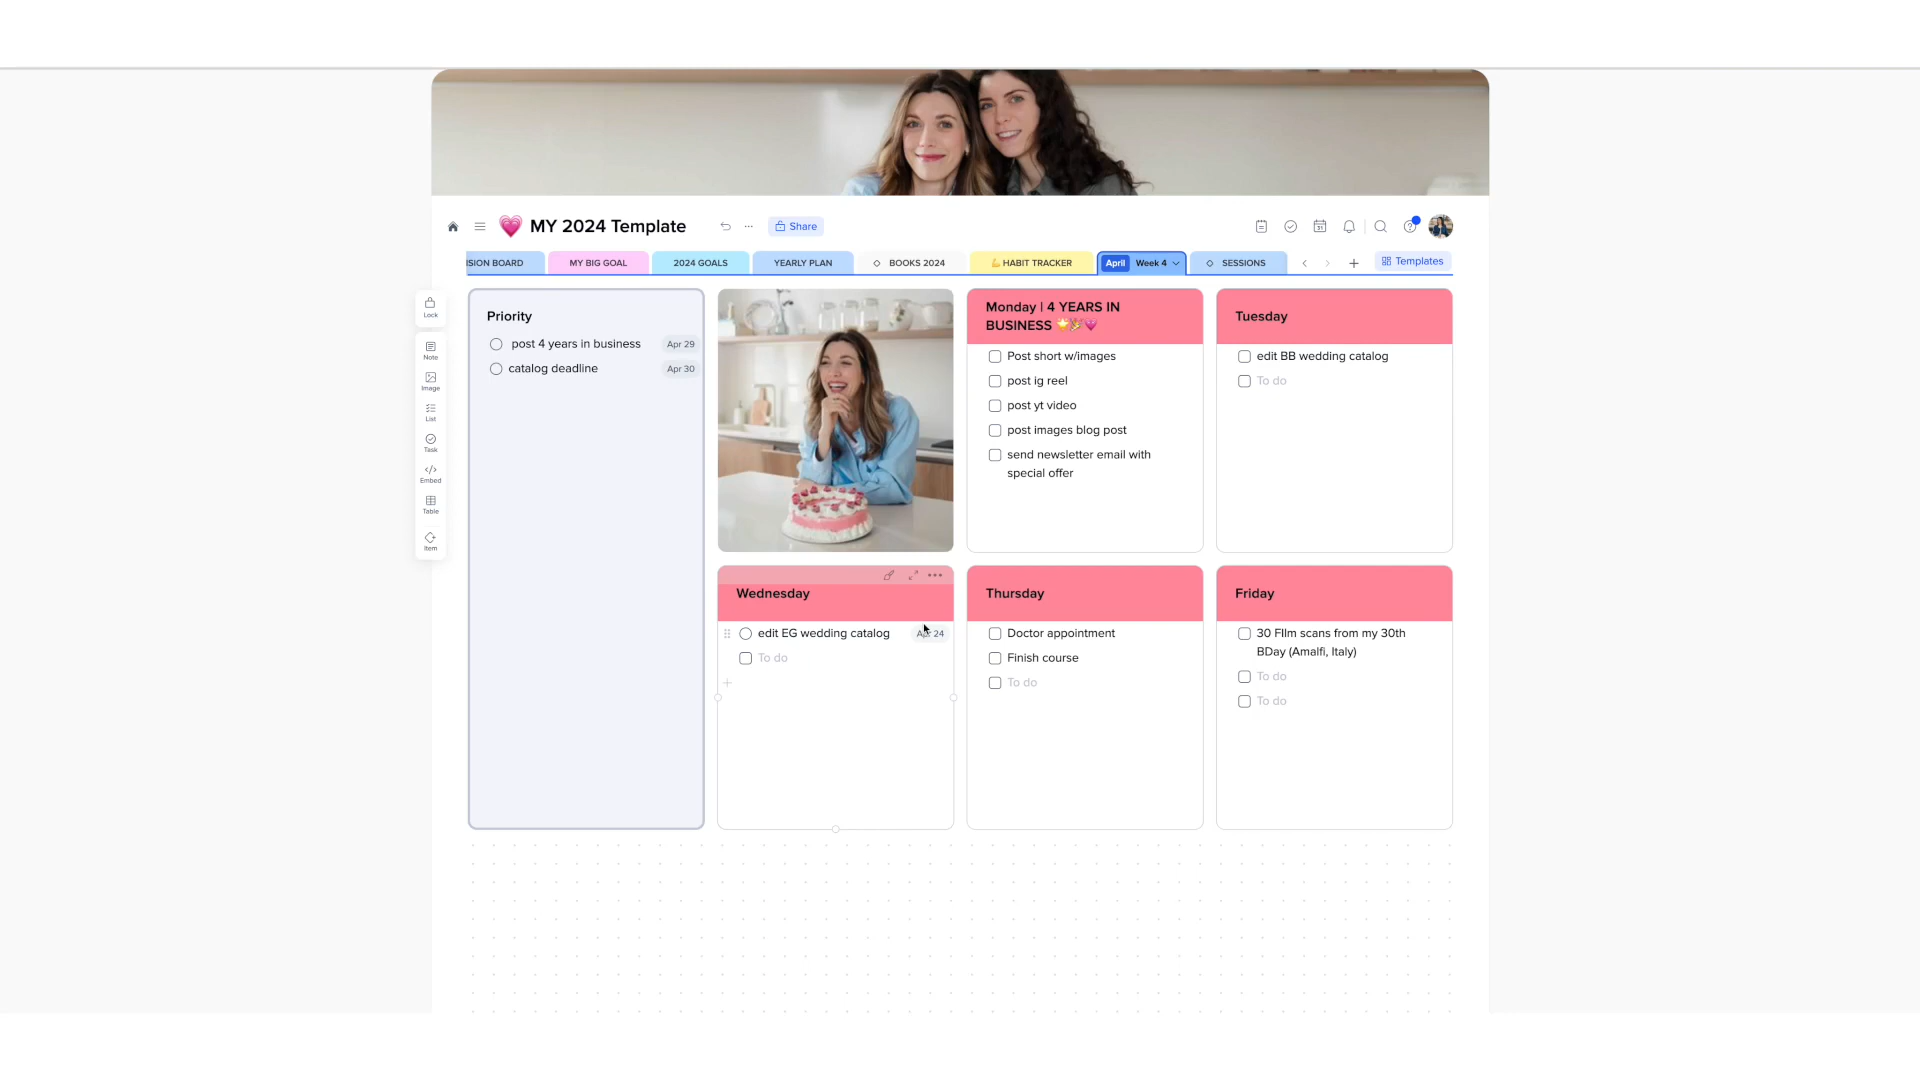 MY 2024 Template
Share
ISION BOARD
MY BIG GOAL
2024 GOALS
YEARLY PLAN
BOOKS 2024
💪 HABIT TRACKER
April Week 4
SESSIONS
Templates
Lock
Note
Image
List
Task
Embed
Table
Item
Priority
post 4 years in business Apr 29
catalog deadline Apr 30
Monday | 4 YEARS IN
BUSINESS 🌟🎉💗
Post short w/images
post ig reel
post yt video
post images blog post
send newsletter email with
special offer
Tuesday
edit BB wedding catalog
To do
Wednesday
edit EG wedding catalog Apr 24
To do
Thursday
Doctor appointment
Finish course
To do
Friday
30 FIlm scans from my 30th
BDay (Amalfi, Italy)
To do
To do